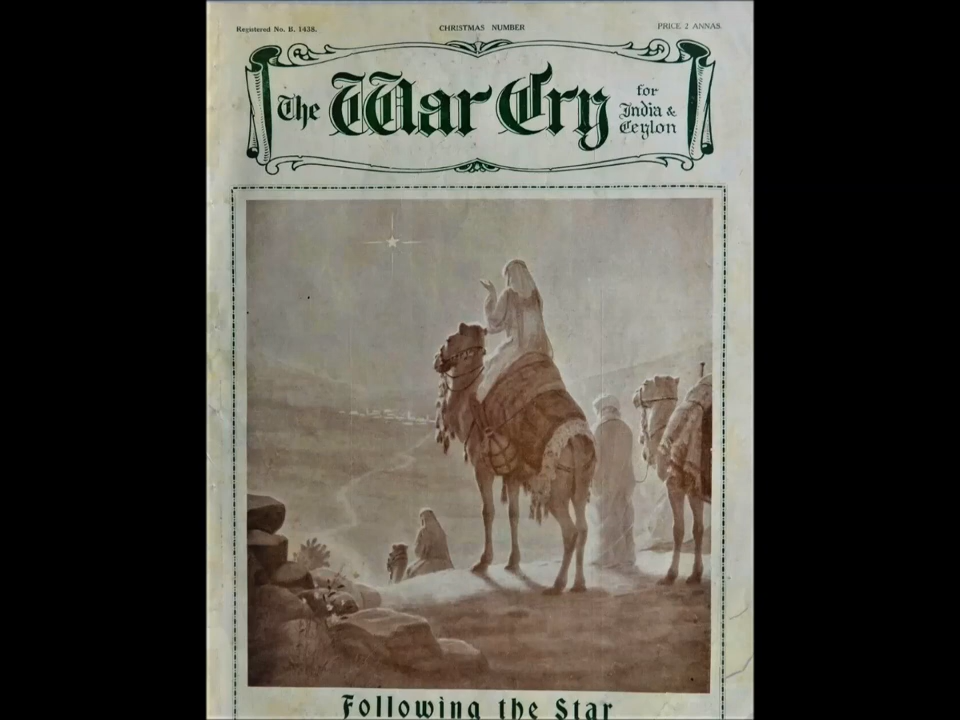 Registered No. B. 1438.
CHRISTMAS NUMBER
PRICE 2 ANNAS.
The War Cry
for
India &
Ceylon
Following the Star